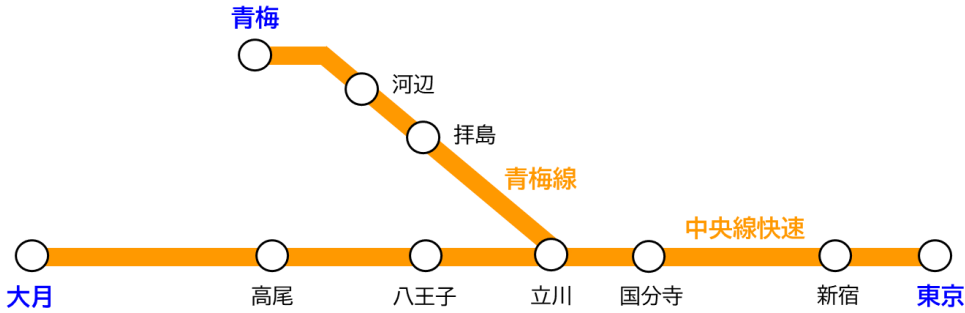 青梅
河辺
拝島
青梅線
中央線快速
大月
高尾
八王子
立川
国分寺
新宿
東京